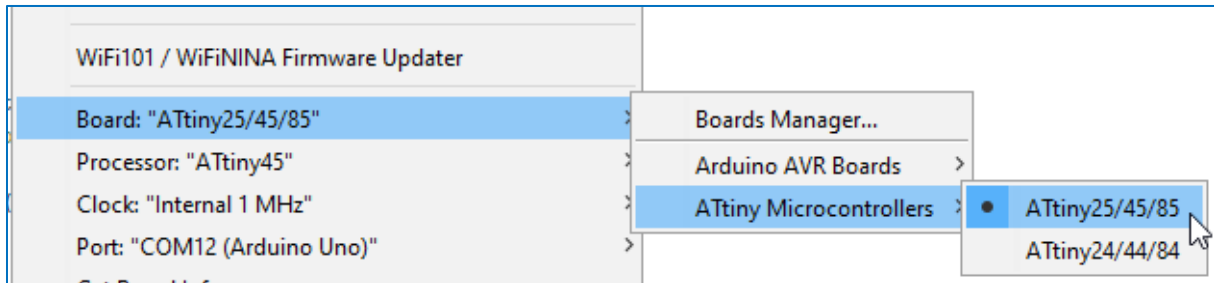 WiFi101 / WiFiNINA Firmware Updater
Board: "ATtiny25/45/85"
Processor: "ATtiny45"
Clock: "Internal 1 MHz"
Port: "COM12 (Arduino Uno)"
Boards Manager...
Arduino AVR Boards
ATtiny Microcontrollers
ATtiny25/45/85
ATtiny24/44/84